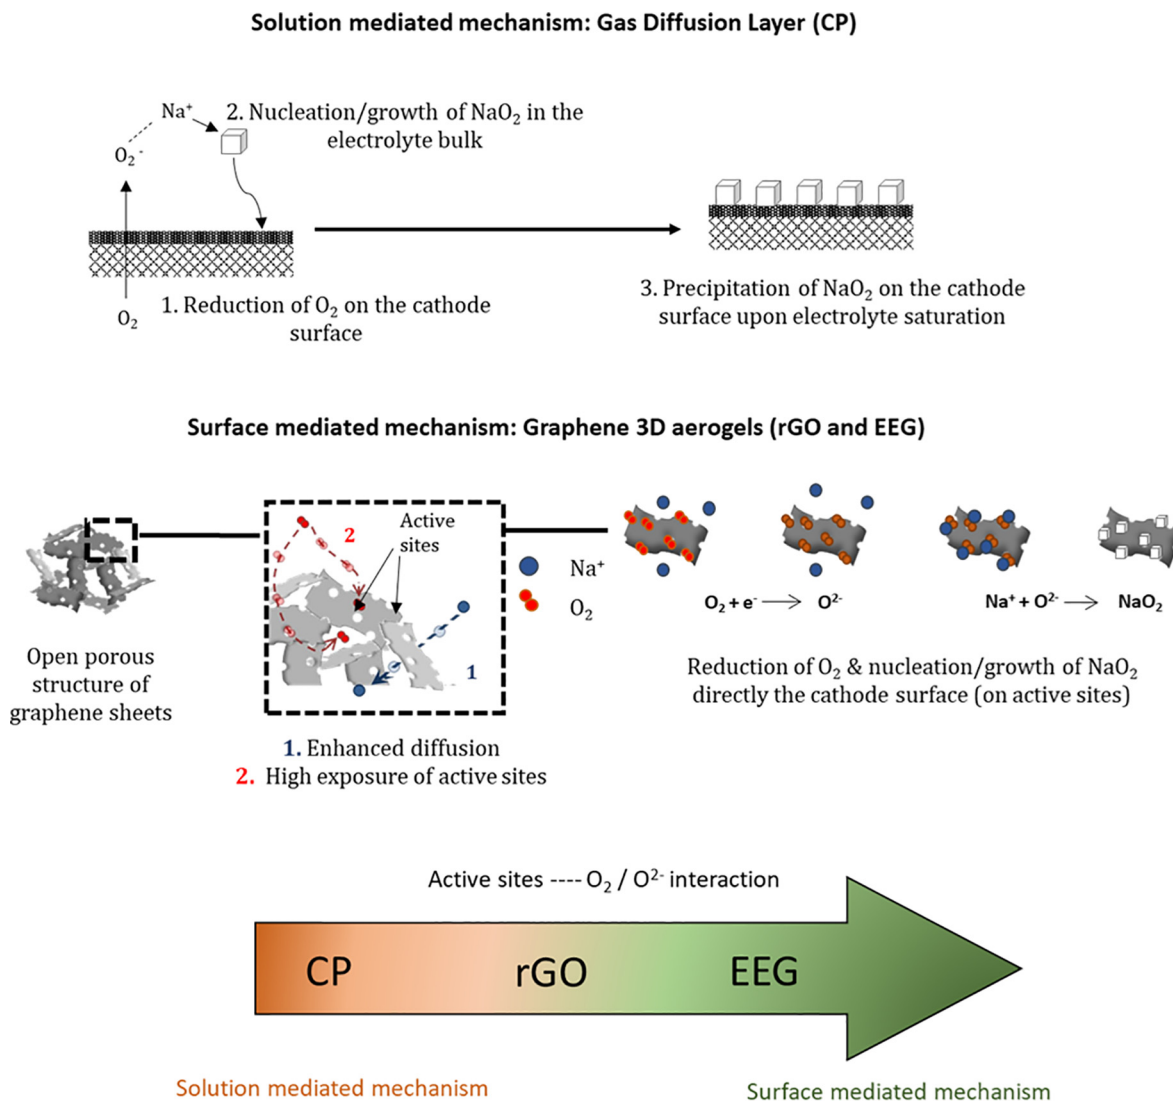 Solution mediated mechanism: Gas Diffusion Layer (CP)
Na⁺
2. Nucleation/growth of NaO₂ in the
electrolyte bulk
O₂⁻
O₂
1. Reduction of O₂ on the cathode
surface
3. Precipitation of NaO₂ on the cathode
surface upon electrolyte saturation
Surface mediated mechanism: Graphene 3D aerogels (rGO and EEG)
Open porous
structure of
graphene sheets
2
Active
sites
1
1. Enhanced diffusion
2. High exposure of active sites
Na⁺
O₂
O₂ + e⁻ → O²⁻
Na⁺ + O²⁻ → NaO₂
Reduction of O₂ & nucleation/growth of NaO₂
directly the cathode surface (on active sites)
Active sites ---- O₂ / O²⁻ interaction
CP
rGO
EEG
Solution mediated mechanism
Surface mediated mechanism